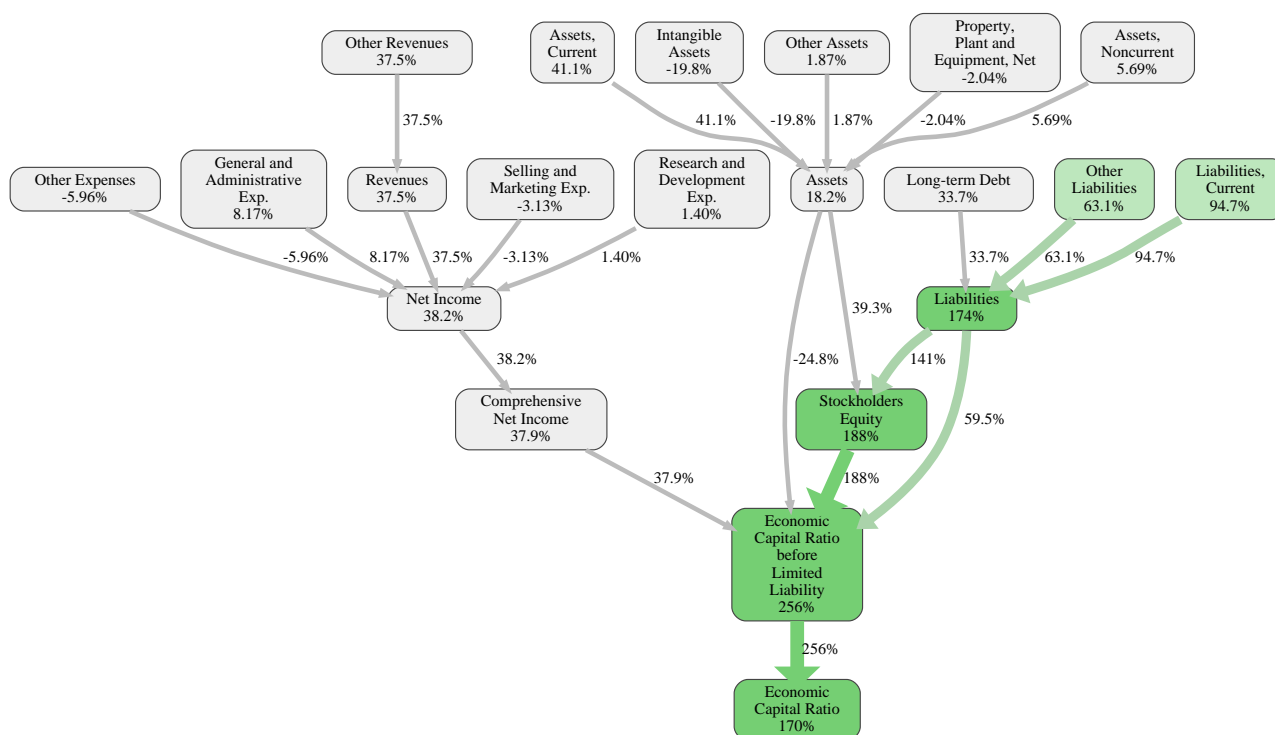 Other Revenues
37.5%
Assets,
Current
41.1%
Intangible
Assets
-19.8%
Other Assets
1.87%
Property,
Plant and
Equipment, Net
-2.04%
Assets,
Noncurrent
5.69%
37.5%
41.1%
-19.8%
1.87%
-2.04%
5.69%
Other Expenses
-5.96%
General and
Administrative
Exp.
8.17%
Revenues
37.5%
Selling and
Marketing Exp.
-3.13%
Research and
Development
Exp.
1.40%
Assets
18.2%
Long-term Debt
33.7%
Other
Liabilities
63.1%
Liabilities,
Current
94.7%
-5.96%
8.17%
37.5%
-3.13%
1.40%
33.7%
63.1%
94.7%
Net Income
38.2%
Liabilities
174%
39.3%
38.2%
-24.8%
141%
Comprehensive
Net Income
37.9%
Stockholders
Equity
188%
59.5%
37.9%
188%
Economic
Capital Ratio
before
Limited
Liability
256%
256%
Economic
Capital Ratio
170%